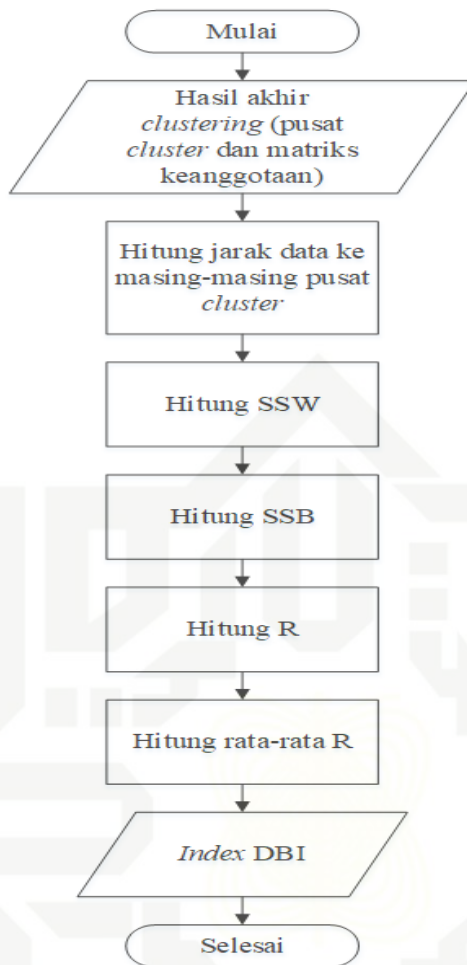 Mulai
Hasil akhir
clustering (pusat
cluster dan matriks
keanggotaan)
Hitung jarak data ke
masing-masing pusat
cluster
Hitung SSW
Hitung SSB
Hitung R
Hitung rata-rata R
Index DBI
Selesai